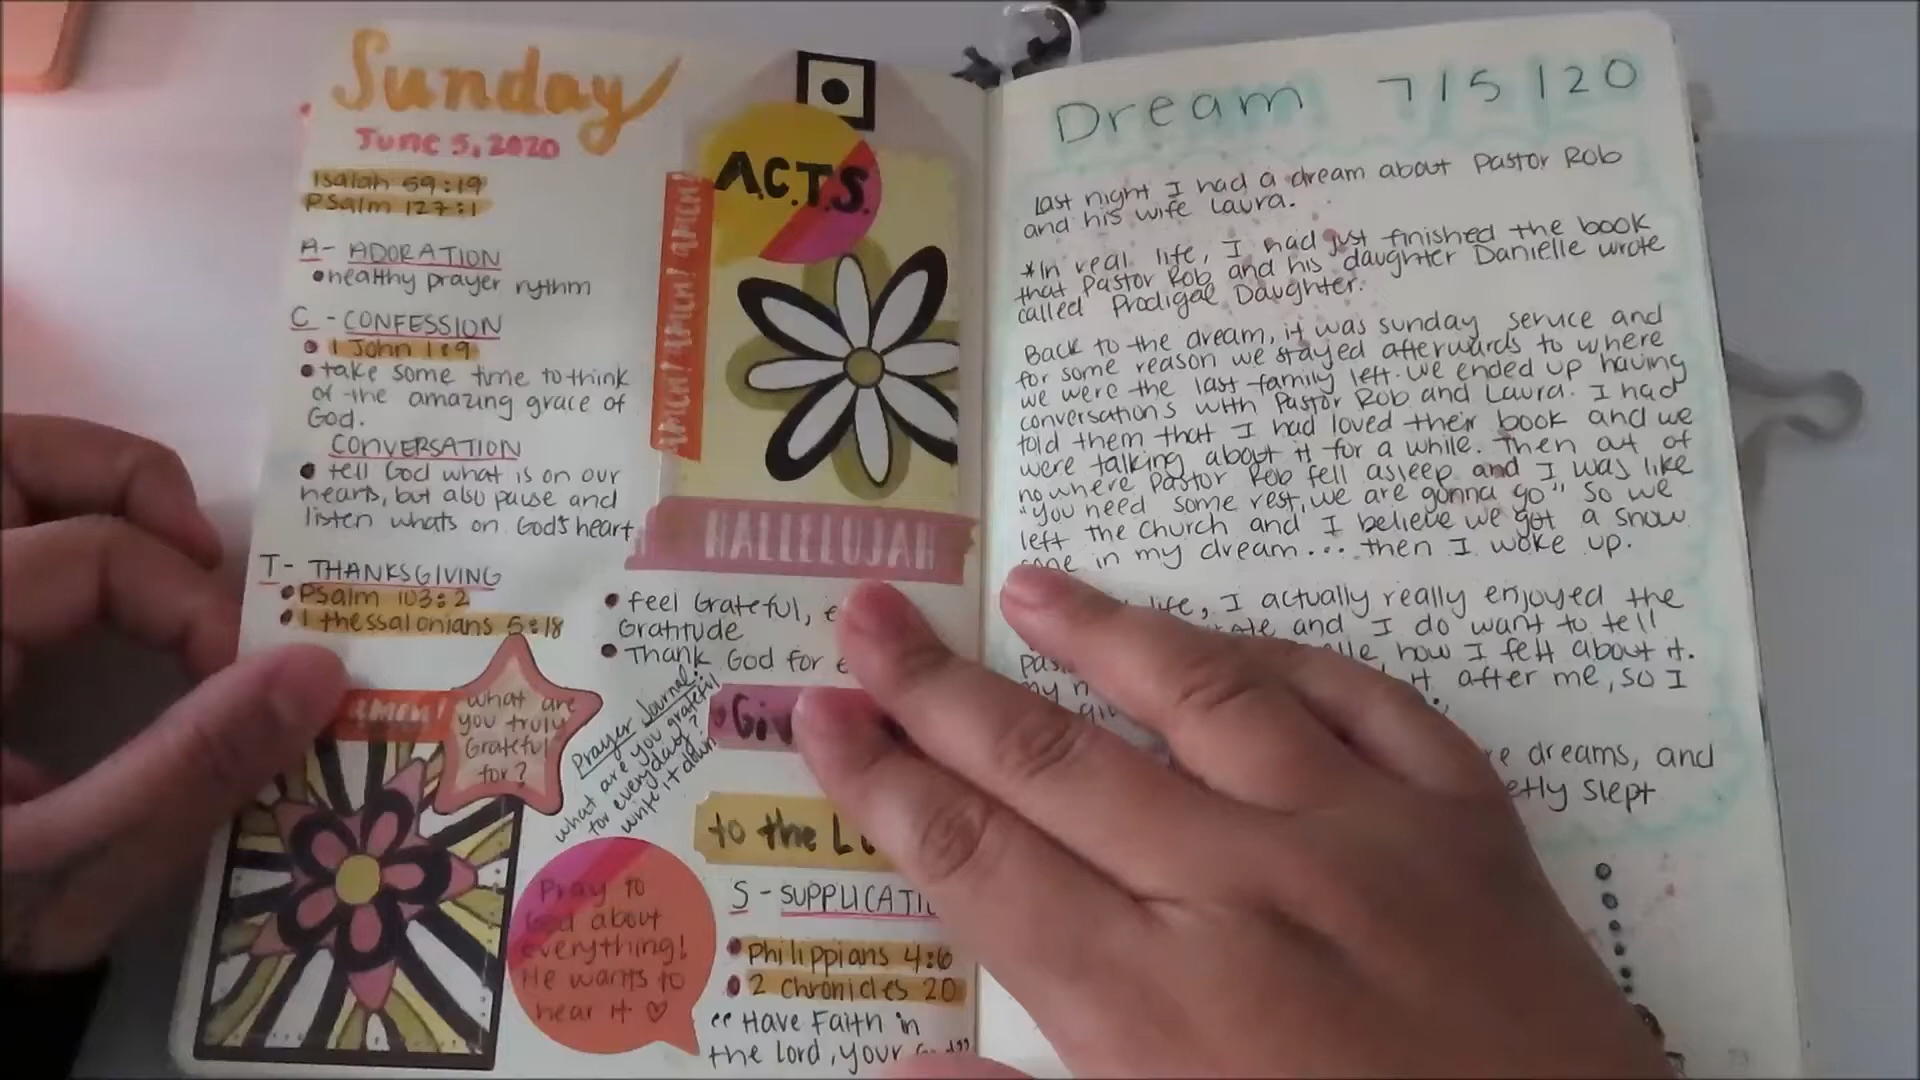 Sunday
June 5, 2020
Isaiah 59:19
Psalm 127:1
A- ADORATION
•healthy prayer rythm
C - CONFESSION
• 1 John 1:9
• take some time to think
of the amazing grace of
God.
CONVERSATION
• tell God what is on our
hearts, but also pause and
listen whats on God's heart
T- THANKSGIVING
•Psalm 103:2
•1 thessalonians 5:18
AMEN!
what are
you truly
Grateful
for?
Prayer Journal:
what are you grateful
for everyday?
write it down
Pray to
God about
everything!
He wants to
hear it ♡
A.C.T.S.
AMEN! AMEN! AMEN!
HALLELUJAH
• feel Grateful,
Gratitude
• Thank God for
to the
S - SUPPLICATI
• Philippians 4:6
• 2 Chronicles 20
"Have Faith in
the Lord, your
Dream 7/5/20
Last night I had a dream about Pastor Rob
and his wife Laura.
*In real life, I had just finished the book
that Pastor Rob and his daughter Danielle wrote
called Prodigal Daughter.
Back to the dream, it was sunday service and
for some reason we stayed afterwards to where
we were the last family left. we ended up having
conversations with Pastor Rob and Laura. I had
told them that I had loved their book and we
were talking about it for a while. Then out of
nowhere Pastor Rob fell asleep and I was like
"you need some rest, we are gonna go" so we
left the church and I believe we got a snow
cone in my dream... then I woke up.
life, I actually really enjoyed the
and I do want to tell
how I felt about it.
my after me, so I
dreams, and
slept